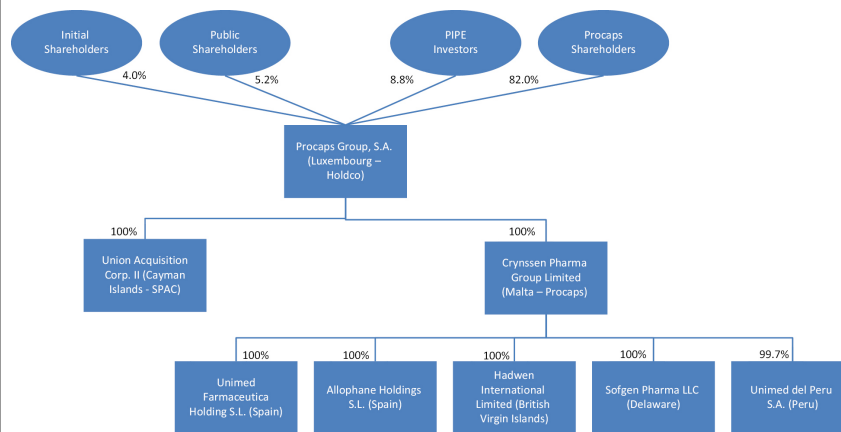 Initial
Shareholders
Public
Shareholders
PIPE
Investors
Procaps
Shareholders
4.0%
5.2%
8.8%
82.0%
Procaps Group, S.A.
(Luxembourg –
Holdco)
100%
100%
Union Acquisition
Corp. II (Cayman
Islands - SPAC)
Crynssen Pharma
Group Limited
(Malta – Procaps)
100%
100%
100%
100%
99.7%
Unimed
Farmaceutica
Holding S.L. (Spain)
Allophane Holdings
S.L. (Spain)
Hadwen
International
Limited (British
Virgin Islands)
Sofgen Pharma LLC
(Delaware)
Unimed del Peru
S.A. (Peru)